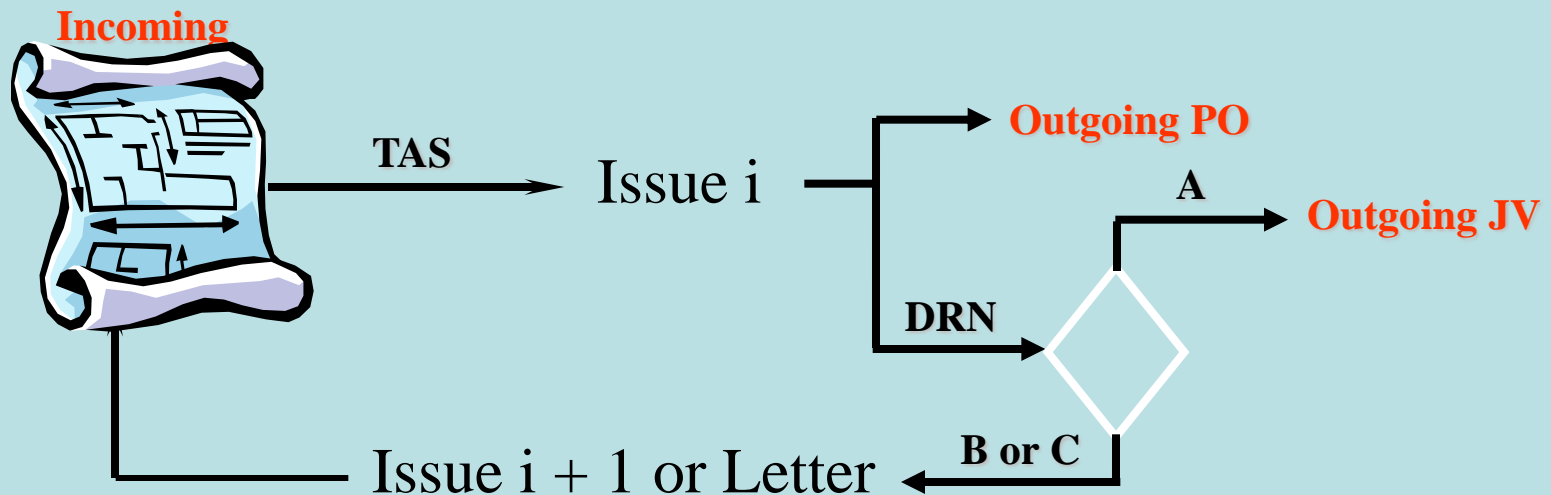 Incoming
TAS
Issue i
Outgoing PO
A
Outgoing JV
DRN
B or C
Issue i + 1 or Letter